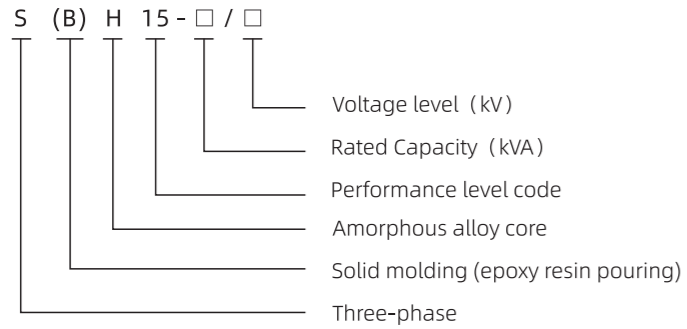 S (B) H 15 - □ / □
Voltage level（kV）
Rated Capacity（kVA）
Performance level code
Amorphous alloy core
Solid molding (epoxy resin pouring)
Three-phase